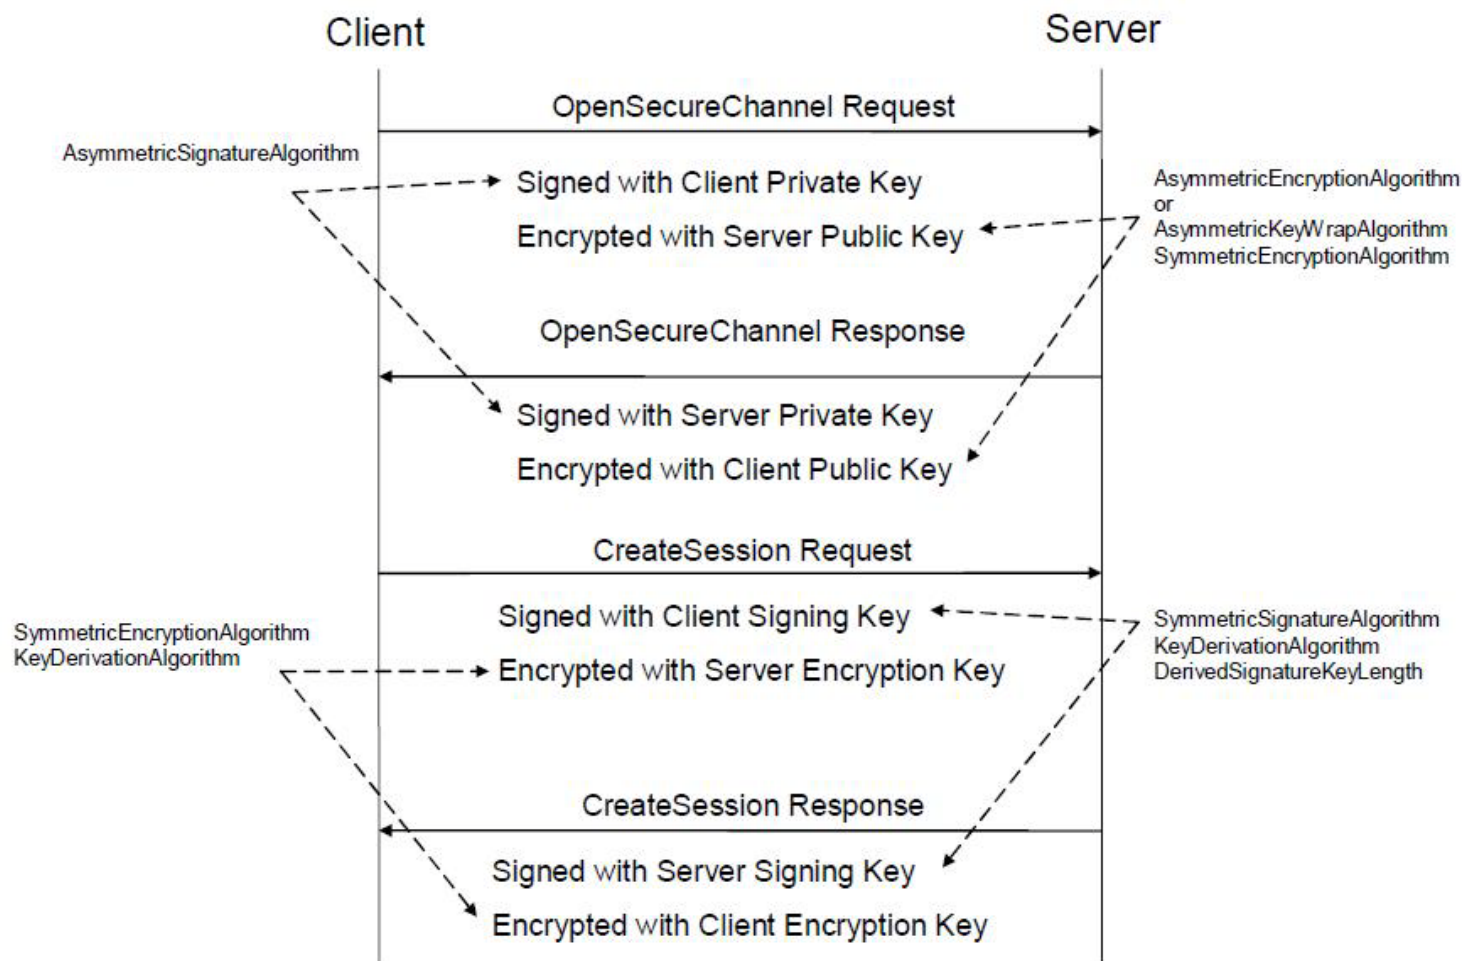 Client
Server
OpenSecureChannel Request
AsymmetricSignatureAlgorithm
Signed with Client Private Key
Encrypted with Server Public Key
AsymmetricEncryptionAlgorithm
or
AsymmetricKeyWrapAlgorithm
SymmetricEncryptionAlgorithm
OpenSecureChannel Response
Signed with Server Private Key
Encrypted with Client Public Key
CreateSession Request
Signed with Client Signing Key
Encrypted with Server Encryption Key
SymmetricEncryptionAlgorithm
KeyDerivationAlgorithm
SymmetricSignatureAlgorithm
KeyDerivationAlgorithm
DerivedSignatureKeyLength
CreateSession Response
Signed with Server Signing Key
Encrypted with Client Encryption Key